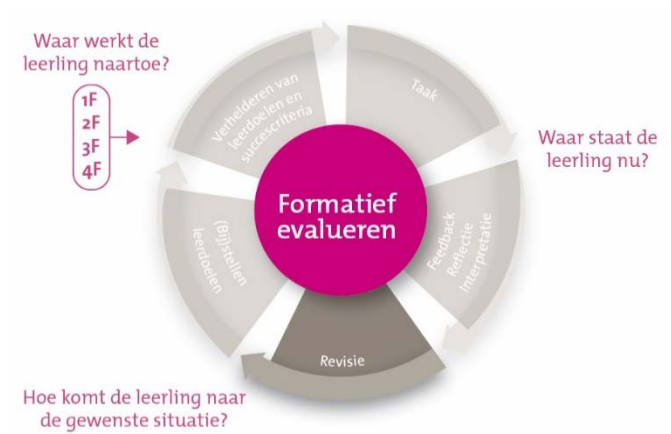 Waar werkt de
leerling naartoe?
1F
2F
3F
4F
Verhelderen van
leerdoelen en
succescriteria
Taak
Waar staat de
leerling nu?
Formatief
evalueren
Feedback
Reflectie
Interpretatie
(Bij)stellen
leerdoelen
Revisie
Hoe komt de leerling naar
de gewenste situatie?